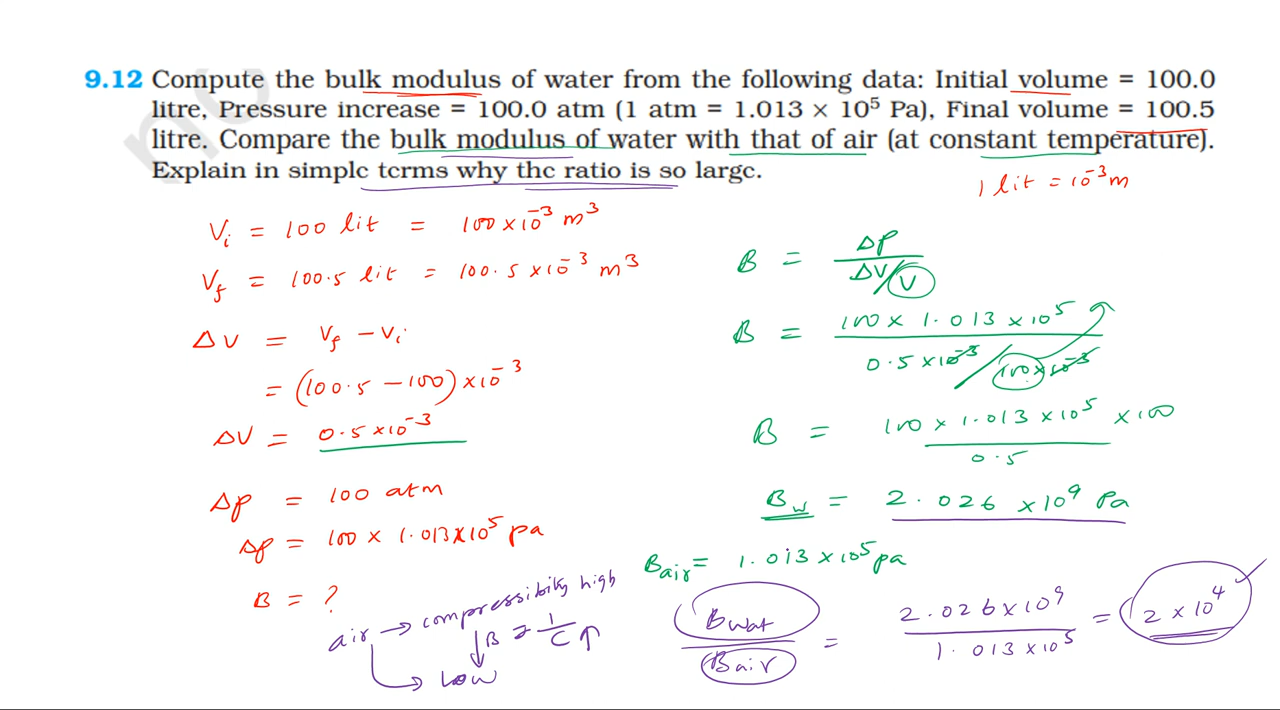 9.12 Compute the bulk modulus of water from the following data: Initial volume = 100.0
litre, Pressure increase = 100.0 atm (1 atm = 1.013 × 10⁵ Pa), Final volume = 100.5
litre. Compare the bulk modulus of water with that of air (at constant temperature).
Explain in simple terms why the ratio is so large.
1 lit = 10⁻³ m
Vᵢ = 100 lit = 100 × 10⁻³ m³
V_f = 100.5 lit = 100.5 × 10⁻³ m³
ΔV = V_f − Vᵢ
= (100.5 − 100) × 10⁻³
ΔV = 0.5 × 10⁻³
Δp = 100 atm
Δp = 100 × 1.013 × 10⁵ pa
B = ?
air → compressibility high
B = 1/C ↑
→ Low
B = ΔP / ΔV/V
B = 100 × 1.013 × 10⁵ / 0.5 × 10⁻³ / 100 × 10⁻³
B = 100 × 1.013 × 10⁵ × 100 / 0.5
B_w = 2.026 × 10⁹ Pa
B_air = 1.013 × 10⁵ pa
B_wat / B_air = 2.026 × 10⁹ / 1.013 × 10⁵ = 2 × 10⁴